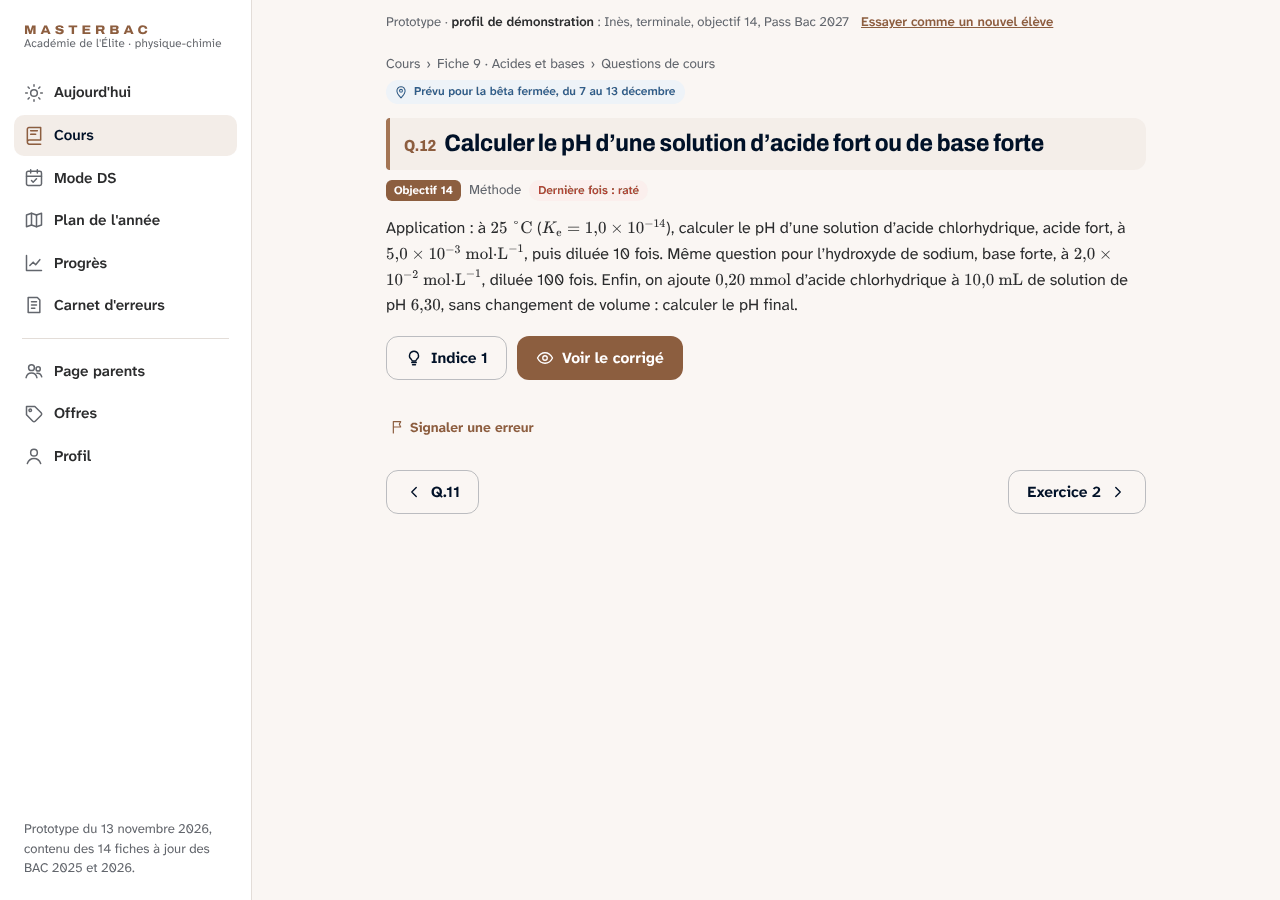 MASTERBAC
Académie de l'Élite · physique-chimie
Aujourd'hui
Cours
Mode DS
Plan de l'année
Progrès
Carnet d'erreurs
Page parents
Offres
Profil
Prototype du 13 novembre 2026,
contenu des 14 fiches à jour des
BAC 2025 et 2026.
Prototype · profil de démonstration : Inès, terminale, objectif 14, Pass Bac 2027 Essayer comme un nouvel élève
Cours › Fiche 9 · Acides et bases › Questions de cours
Prévu pour la bêta fermée, du 7 au 13 décembre
Q.12 Calculer le pH d’une solution d’acide fort ou de base forte
Objectif 14 Méthode Dernière fois : raté
Application : à 25 °C (Kₑ = 1,0 × 10⁻¹⁴), calculer le pH d’une solution d’acide chlorhydrique, acide fort, à
5,0 × 10⁻³ mol·L⁻¹, puis diluée 10 fois. Même question pour l’hydroxyde de sodium, base forte, à 2,0 ×
10⁻² mol·L⁻¹, diluée 100 fois. Enfin, on ajoute 0,20 mmol d’acide chlorhydrique à 10,0 mL de solution de
pH 6,30, sans changement de volume : calculer le pH final.
Indice 1 Voir le corrigé
Signaler une erreur
Q.11 Exercice 2